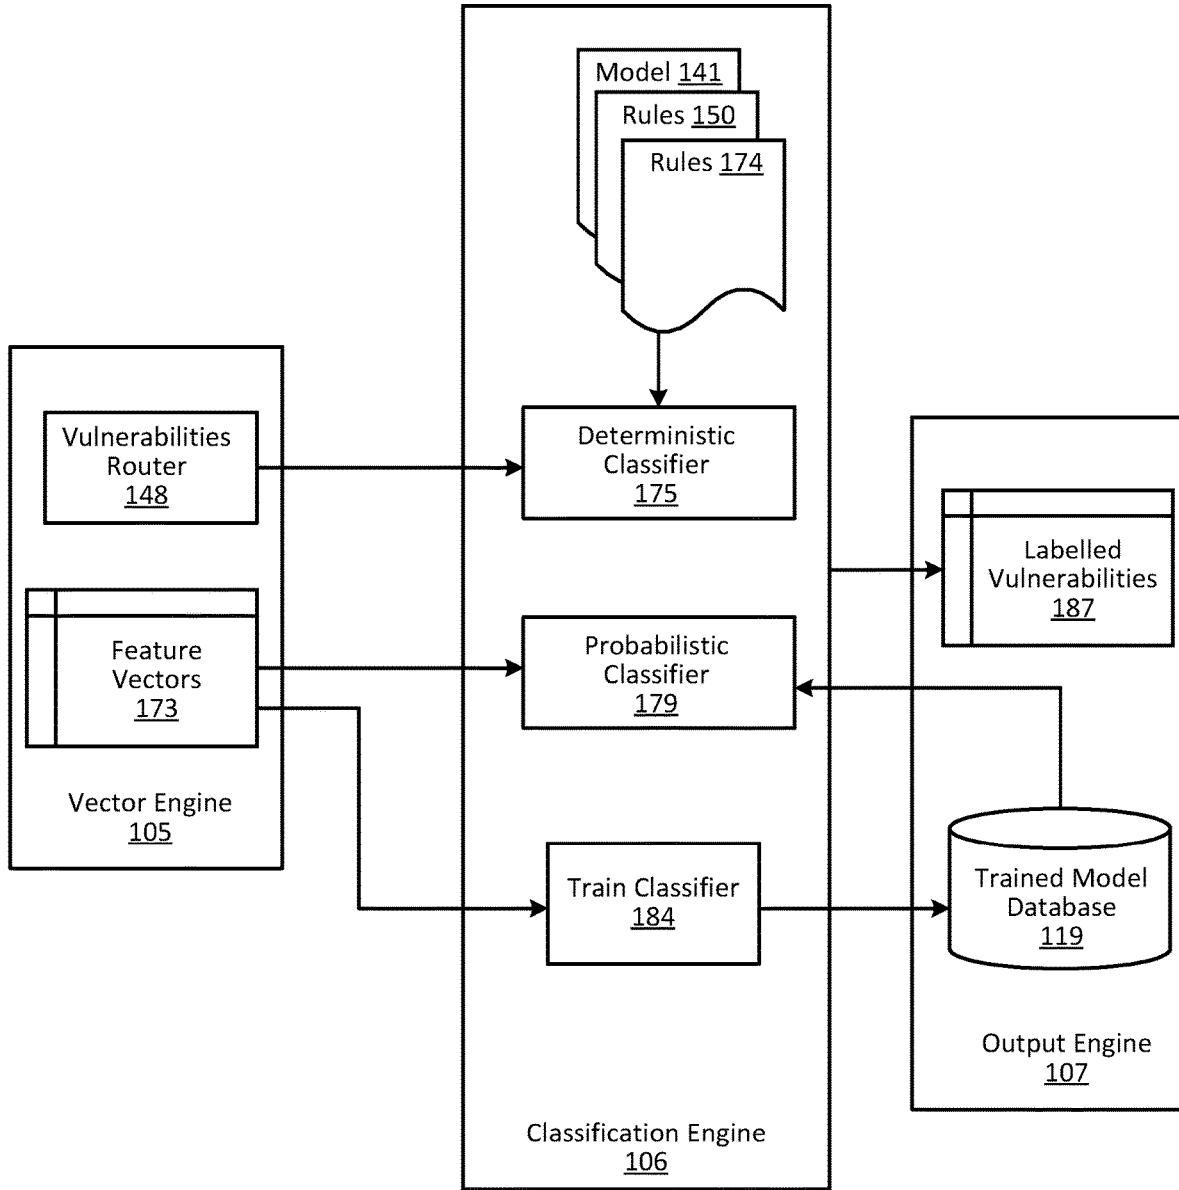 Model 141
Rules 150
Rules 174
Vulnerabilities
Router
148
Deterministic
Classifier
175
Feature
Vectors
173
Probabilistic
Classifier
179
Labelled
Vulnerabilities
187
Vector Engine
105
Train Classifier
184
Trained Model
Database
119
Output Engine
107
Classification Engine
106